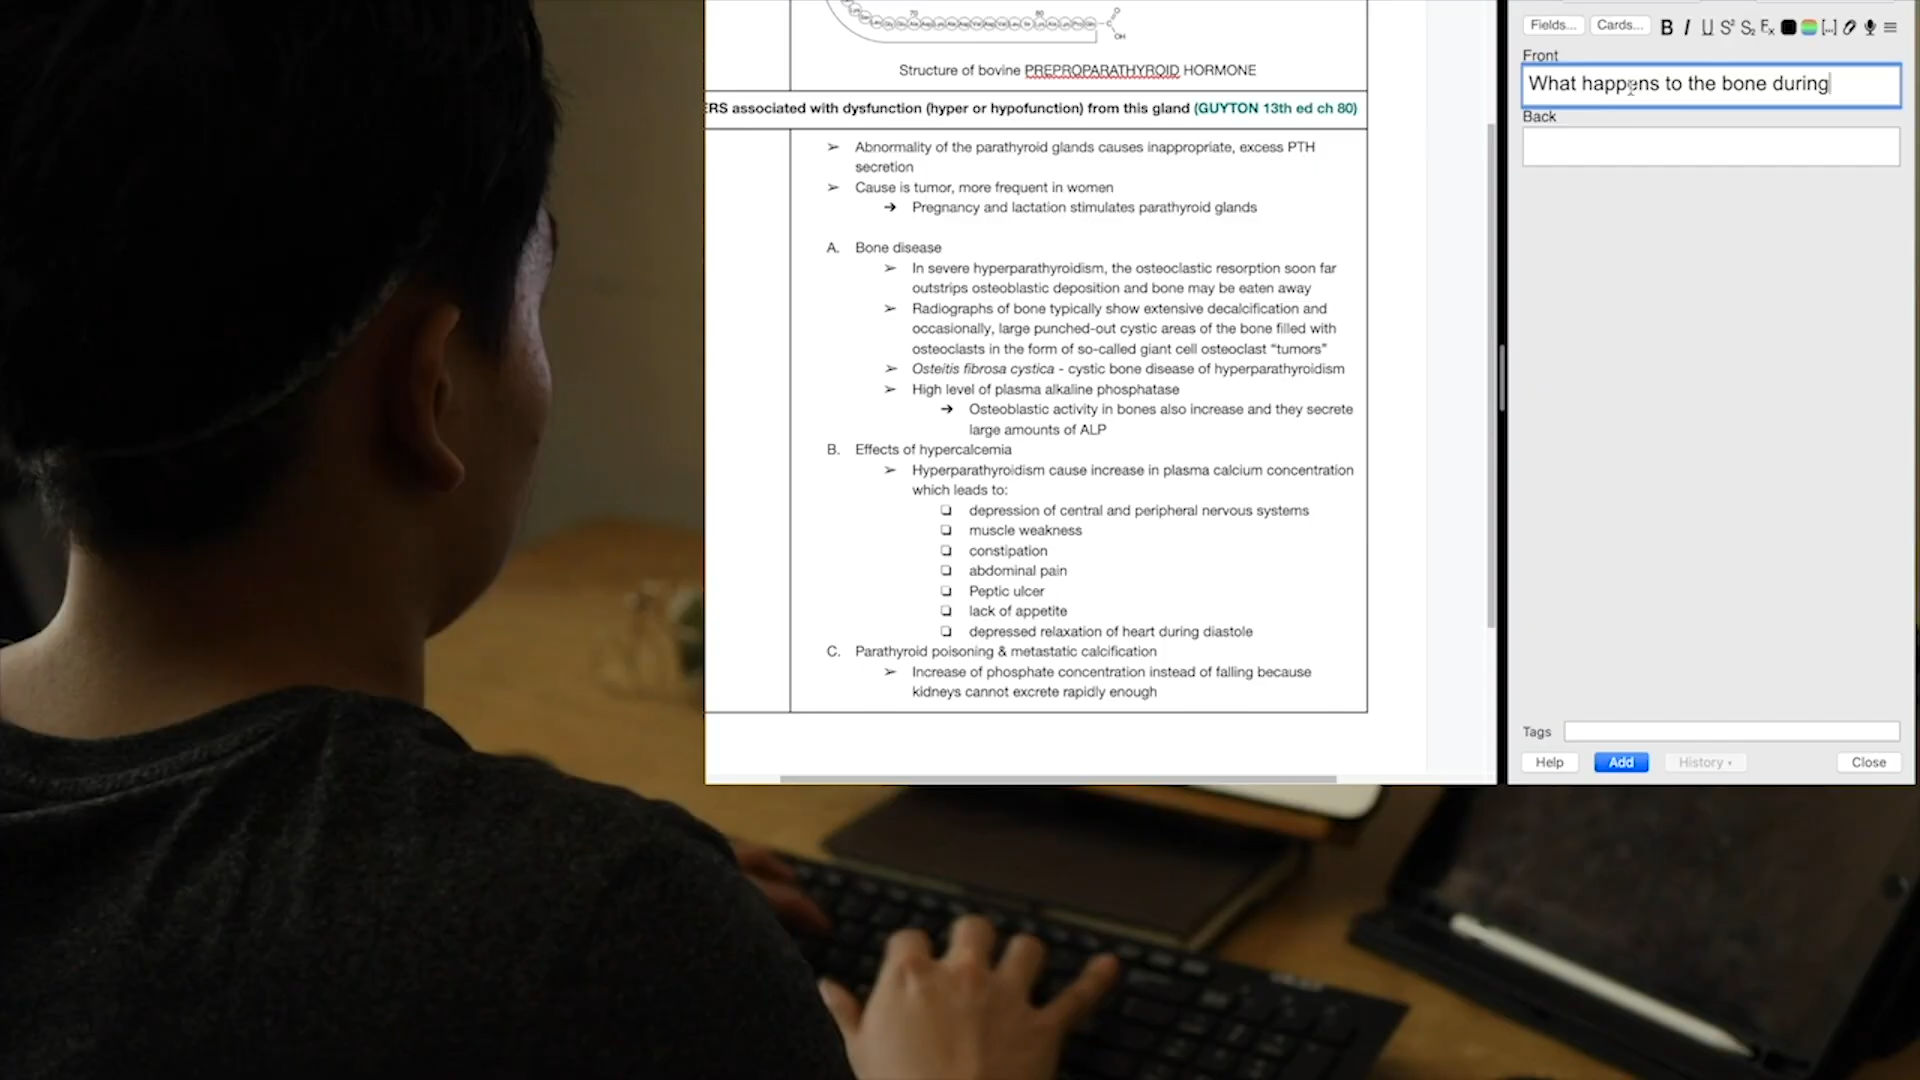 70
80
OH
Structure of bovine PREPROPARATHYROID HORMONE
ERS associated with dysfunction (hyper or hypofunction) from this gland (GUYTON 13th ed ch 80)
➢ Abnormality of the parathyroid glands causes inappropriate, excess PTH
secretion
➢ Cause is tumor, more frequent in women
➔ Pregnancy and lactation stimulates parathyroid glands
A. Bone disease
➢ In severe hyperparathyroidism, the osteoclastic resorption soon far
outstrips osteoblastic deposition and bone may be eaten away
➢ Radiographs of bone typically show extensive decalcification and
occasionally, large punched-out cystic areas of the bone filled with
osteoclasts in the form of so-called giant cell osteoclast “tumors”
➢ Osteitis fibrosa cystica - cystic bone disease of hyperparathyroidism
➢ High level of plasma alkaline phosphatase
➔ Osteoblastic activity in bones also increase and they secrete
large amounts of ALP
B. Effects of hypercalcemia
➢ Hyperparathyroidism cause increase in plasma calcium concentration
which leads to:
❏ depression of central and peripheral nervous systems
❏ muscle weakness
❏ constipation
❏ abdominal pain
❏ Peptic ulcer
❏ lack of appetite
❏ depressed relaxation of heart during diastole
C. Parathyroid poisoning & metastatic calcification
➢ Increase of phosphate concentration instead of falling because
kidneys cannot excrete rapidly enough
Fields... Cards... B I U S² S₂ Eₓ [...]
Front
What happens to the bone during
Back
Tags
Help Add History Close